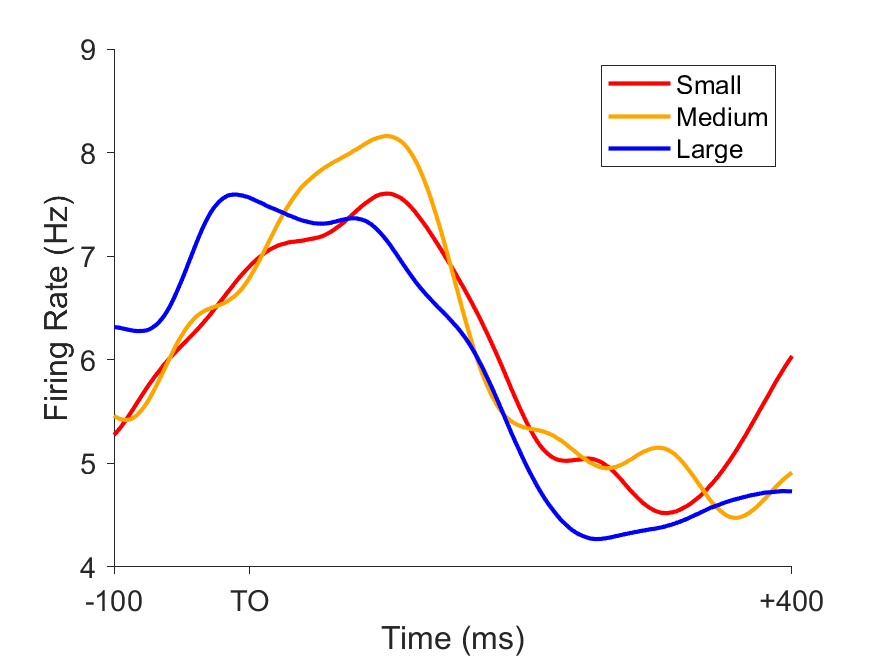 9
8
7
6
5
4
Firing Rate (Hz)
Small
Medium
Large
-100
TO
+400
Time (ms)